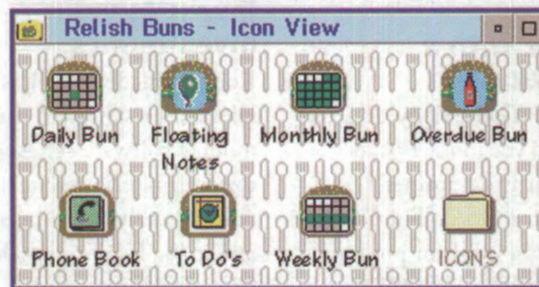 Relish Buns - Icon View
Daily Bun Floating Notes Monthly Bun Overdue Bun
Phone Book To Do's Weekly Bun ICONS